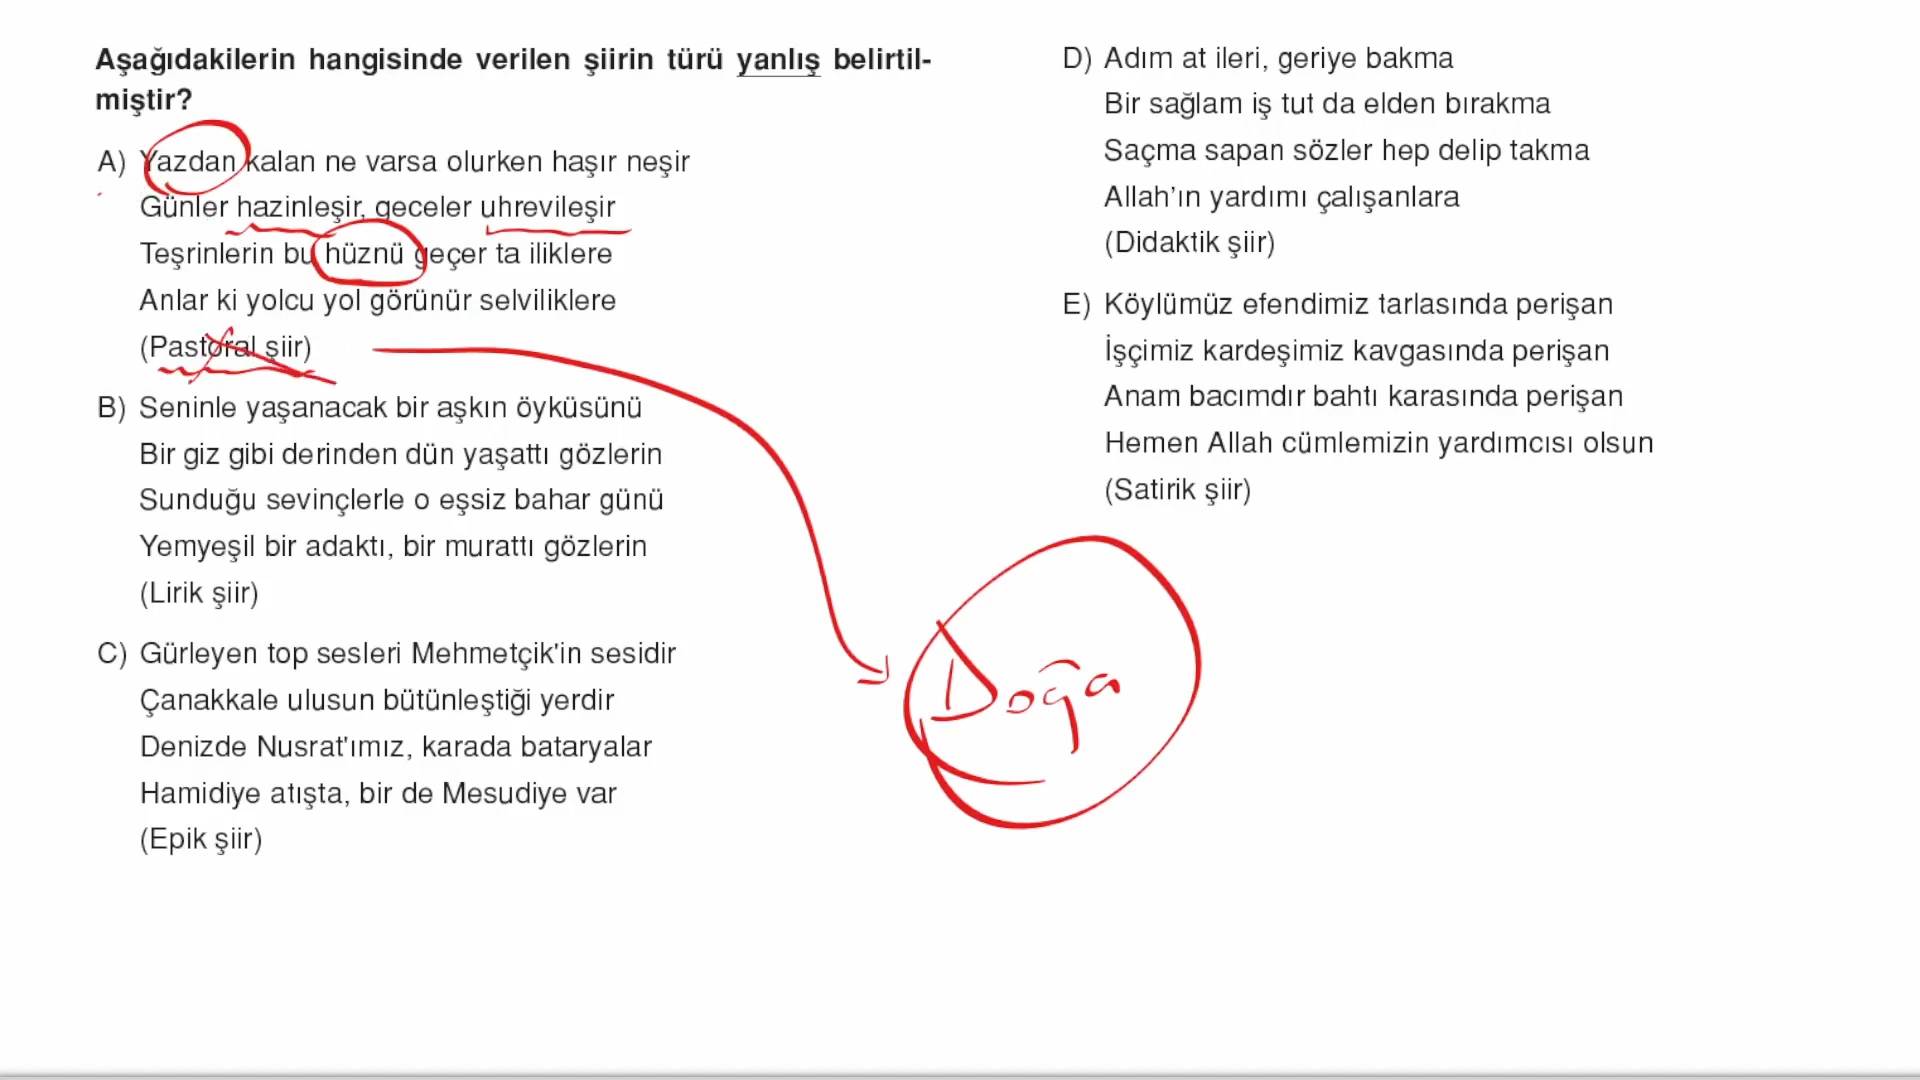 Aşağıdakilerin hangisinde verilen şiirin türü yanlış belirtil-
miştir?
A) Yazdan kalan ne varsa olurken haşır neşir
Günler hazinleşir, geceler uhrevileşir
Teşrinlerin bu hüznü geçer ta iliklere
Anlar ki yolcu yol görünür selviliklere
(Pastoral şiir)
B) Seninle yaşanacak bir aşkın öyküsünü
Bir giz gibi derinden dün yaşattı gözlerin
Sunduğu sevinçlerle o eşsiz bahar günü
Yemyeşil bir adaktı, bir murattı gözlerin
(Lirik şiir)
C) Gürleyen top sesleri Mehmetçik'in sesidir
Çanakkale ulusun bütünleştiği yerdir
Denizde Nusrat'ımız, karada bataryalar
Hamidiye atışta, bir de Mesudiye var
(Epik şiir)
D) Adım at ileri, geriye bakma
Bir sağlam iş tut da elden bırakma
Saçma sapan sözler hep delip takma
Allah’ın yardımı çalışanlara
(Didaktik şiir)
E) Köylümüz efendimiz tarlasında perişan
İşçimiz kardeşimiz kavgasında perişan
Anam bacımdır bahtı karasında perişan
Hemen Allah cümlemizin yardımcısı olsun
(Satirik şiir)
Doğa